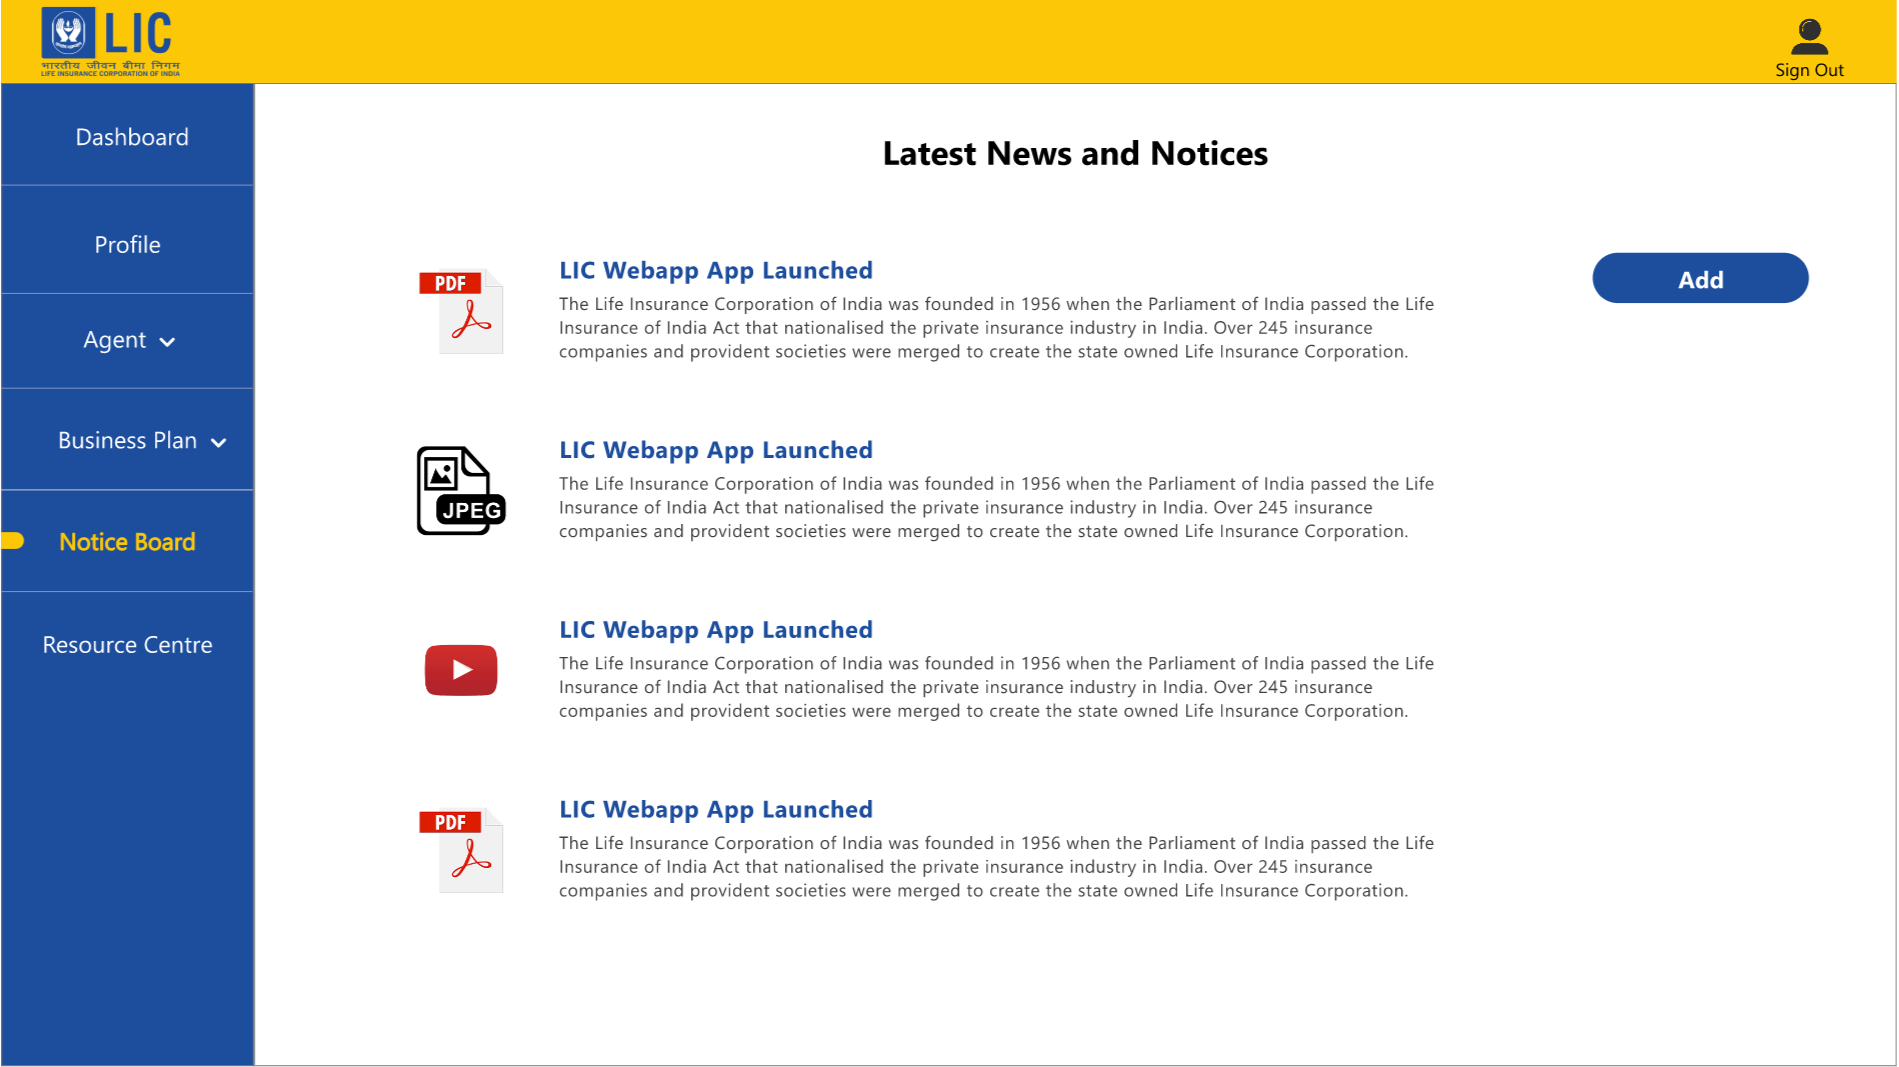 LIC
भारतीय जीवन बीमा निगम
LIFE INSURANCE CORPORATION OF INDIA
Sign Out
Dashboard
Profile
Agent
Business Plan
Notice Board
Resource Centre
Latest News and Notices
Add
PDF
LIC Webapp App Launched
The Life Insurance Corporation of India was founded in 1956 when the Parliament of India passed the Life
Insurance of India Act that nationalised the private insurance industry in India. Over 245 insurance
companies and provident societies were merged to create the state owned Life Insurance Corporation.
JPEG
LIC Webapp App Launched
The Life Insurance Corporation of India was founded in 1956 when the Parliament of India passed the Life
Insurance of India Act that nationalised the private insurance industry in India. Over 245 insurance
companies and provident societies were merged to create the state owned Life Insurance Corporation.
LIC Webapp App Launched
The Life Insurance Corporation of India was founded in 1956 when the Parliament of India passed the Life
Insurance of India Act that nationalised the private insurance industry in India. Over 245 insurance
companies and provident societies were merged to create the state owned Life Insurance Corporation.
PDF
LIC Webapp App Launched
The Life Insurance Corporation of India was founded in 1956 when the Parliament of India passed the Life
Insurance of India Act that nationalised the private insurance industry in India. Over 245 insurance
companies and provident societies were merged to create the state owned Life Insurance Corporation.